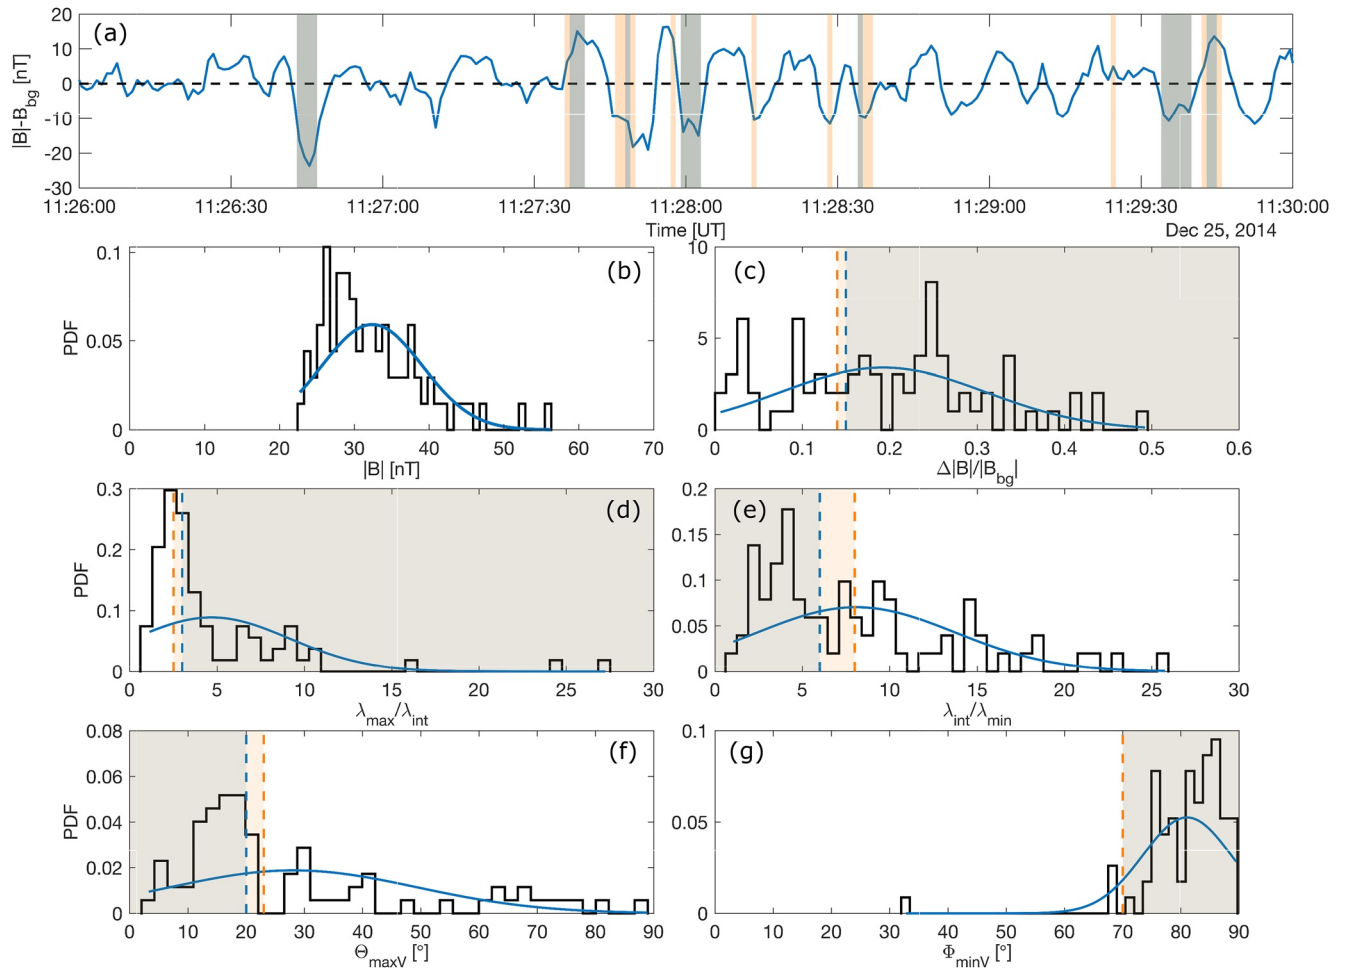 (a)
|B|-B_bg [nT]
20
10
0
-10
-20
-30
11:26:00 11:26:30 11:27:00 11:27:30 11:28:00 11:28:30 11:29:00 11:29:30 11:30:00
Time [UT]
Dec 25, 2014
(b)
PDF
0.1
0.05
0
0 10 20 30 40 50 60 70
|B| [nT]
(c)
10
5
0
0 0.1 0.2 0.3 0.4 0.5 0.6
Δ|B|/|B_bg|
(d)
PDF
0.3
0.2
0.1
0
0 5 10 15 20 25 30
λ_max/λ_int
(e)
0.2
0.15
0.1
0.05
0
0 5 10 15 20 25 30
λ_int/λ_min
(f)
PDF
0.08
0.06
0.04
0.02
0
0 10 20 30 40 50 60 70 80 90
Θ_maxV [°]
(g)
0.1
0.05
0
0 10 20 30 40 50 60 70 80 90
Φ_minV [°]